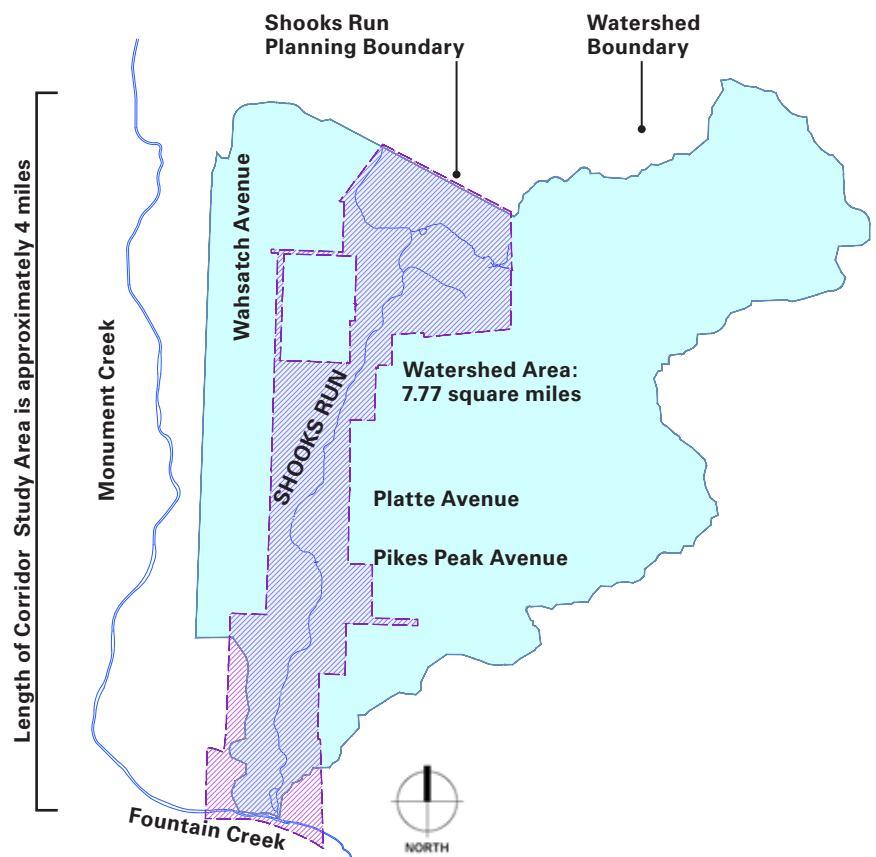 Shooks Run
Planning Boundary
Watershed
Boundary
Length of Corridor Study Area is approximately 4 miles
Monument Creek
Wahsatch Avenue
SHOOKS RUN
Watershed Area:
7.77 square miles
Platte Avenue
Pikes Peak Avenue
Fountain Creek
NORTH